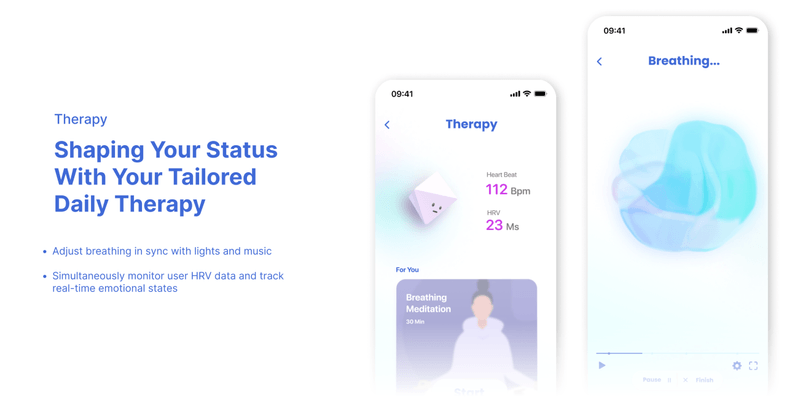 Therapy
Shaping Your Status
With Your Tailored
Daily Therapy
• Adjust breathing in sync with lights and music
• Simultaneously monitor user HRV data and track
real-time emotional states
09:41
Therapy
Heart Beat
112 Bpm
HRV
23 Ms
For You
Breathing
Meditation
30 Min
Start
09:41
Breathing...
Pause
Finish